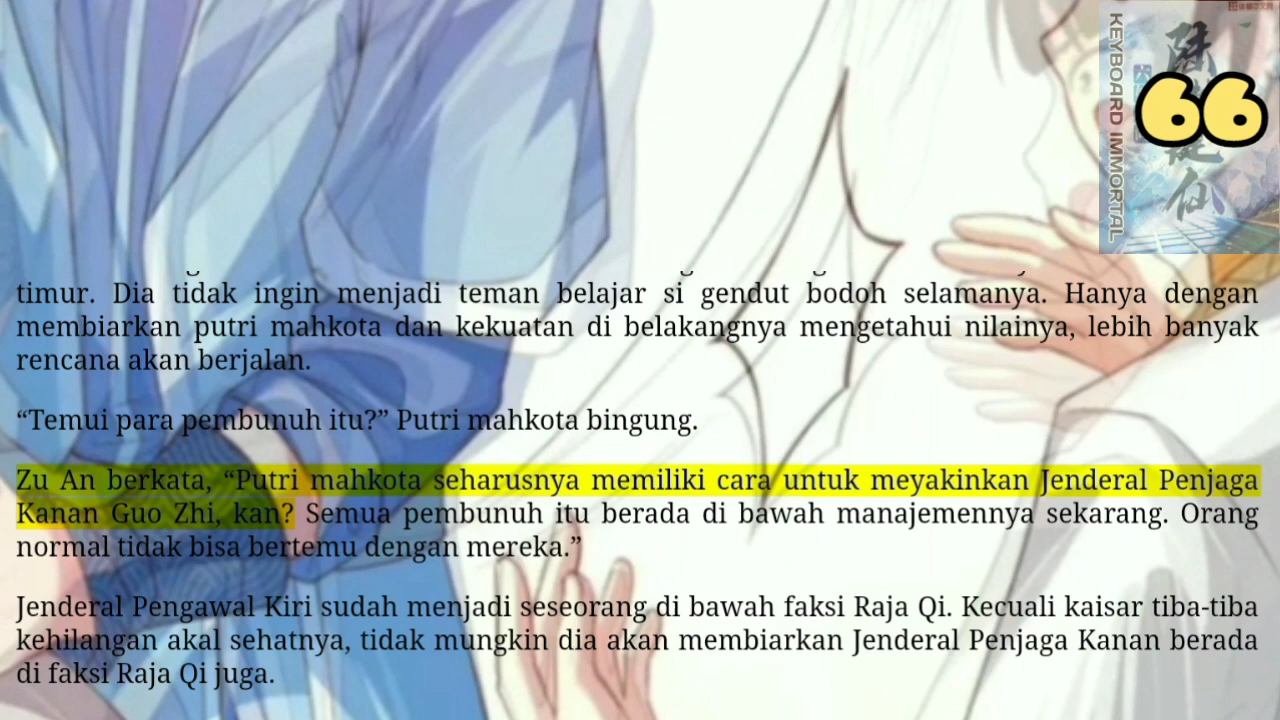 KEYBOARD IMMORTAL
66
timur. Dia tidak ingin menjadi teman belajar si gendut bodoh selamanya. Hanya dengan
membiarkan putri mahkota dan kekuatan di belakangnya mengetahui nilainya, lebih banyak
rencana akan berjalan.
“Temui para pembunuh itu?” Putri mahkota bingung.
Zu An berkata, “Putri mahkota seharusnya memiliki cara untuk meyakinkan Jenderal Penjaga
Kanan Guo Zhi, kan? Semua pembunuh itu berada di bawah manajemennya sekarang. Orang
normal tidak bisa bertemu dengan mereka.”
Jenderal Pengawal Kiri sudah menjadi seseorang di bawah faksi Raja Qi. Kecuali kaisar tiba-tiba
kehilangan akal sehatnya, tidak mungkin dia akan membiarkan Jenderal Penjaga Kanan berada
di faksi Raja Qi juga.